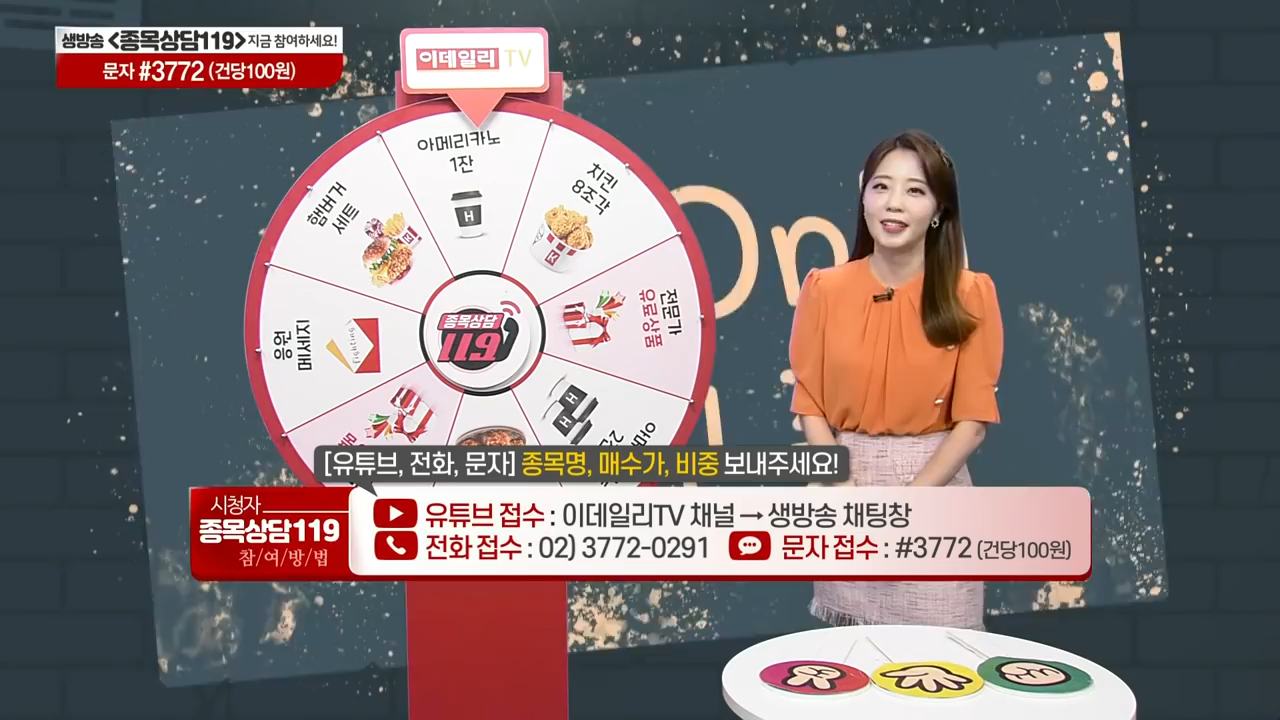 생방송 <종목상담119> 지금 참여하세요!
문자 #3772 (건당100원)
이데일리 TV
아메리카노
1잔
치킨
8조각
햄버거
세트
전문가
유료상품
응원
메세지
종목상담
119
H
H
H
K
[유튜브, 전화, 문자] 종목명, 매수가, 비중 보내주세요!
시청자
종목상담119
참/여/방/법
유튜브 접수 : 이데일리TV 채널 → 생방송 채팅창
전화 접수 : 02) 3772-0291
문자 접수 : #3772 (건당100원)